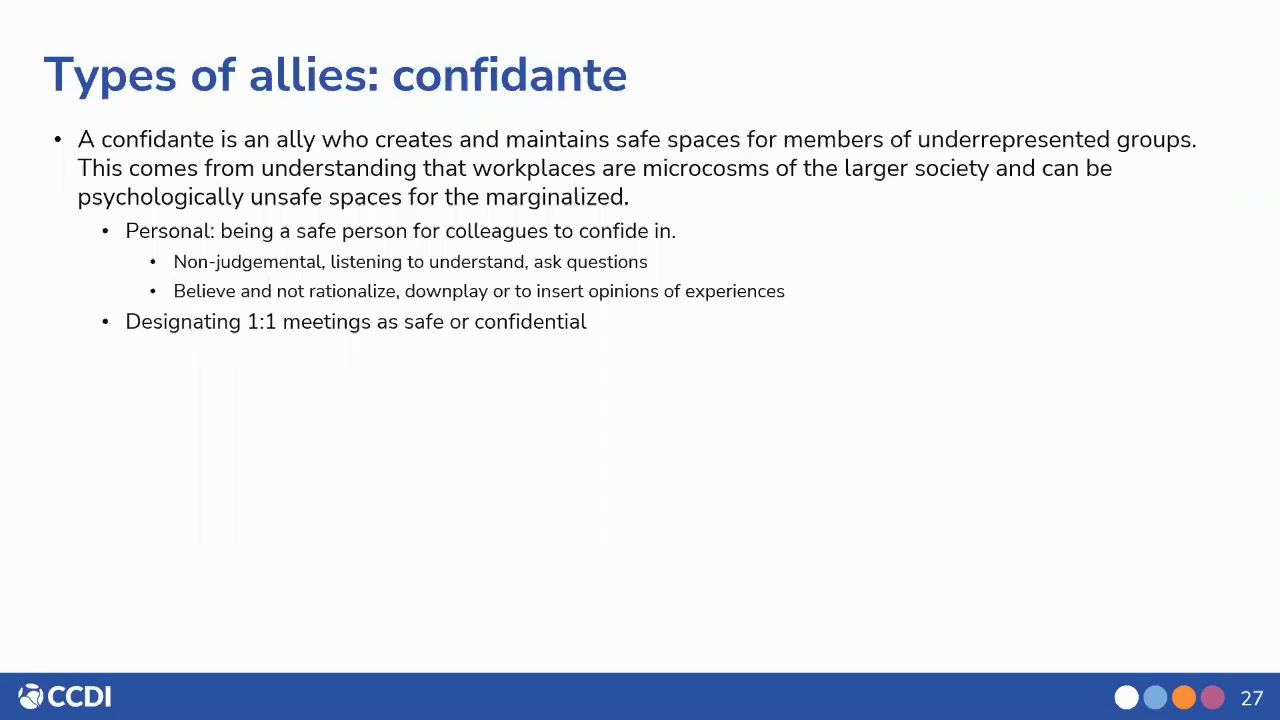 Types of allies: confidante
• A confidante is an ally who creates and maintains safe spaces for members of underrepresented groups.
This comes from understanding that workplaces are microcosms of the larger society and can be
psychologically unsafe spaces for the marginalized.
• Personal: being a safe person for colleagues to confide in.
• Non-judgemental, listening to understand, ask questions
• Believe and not rationalize, downplay or to insert opinions of experiences
• Designating 1:1 meetings as safe or confidential
CCDI
27